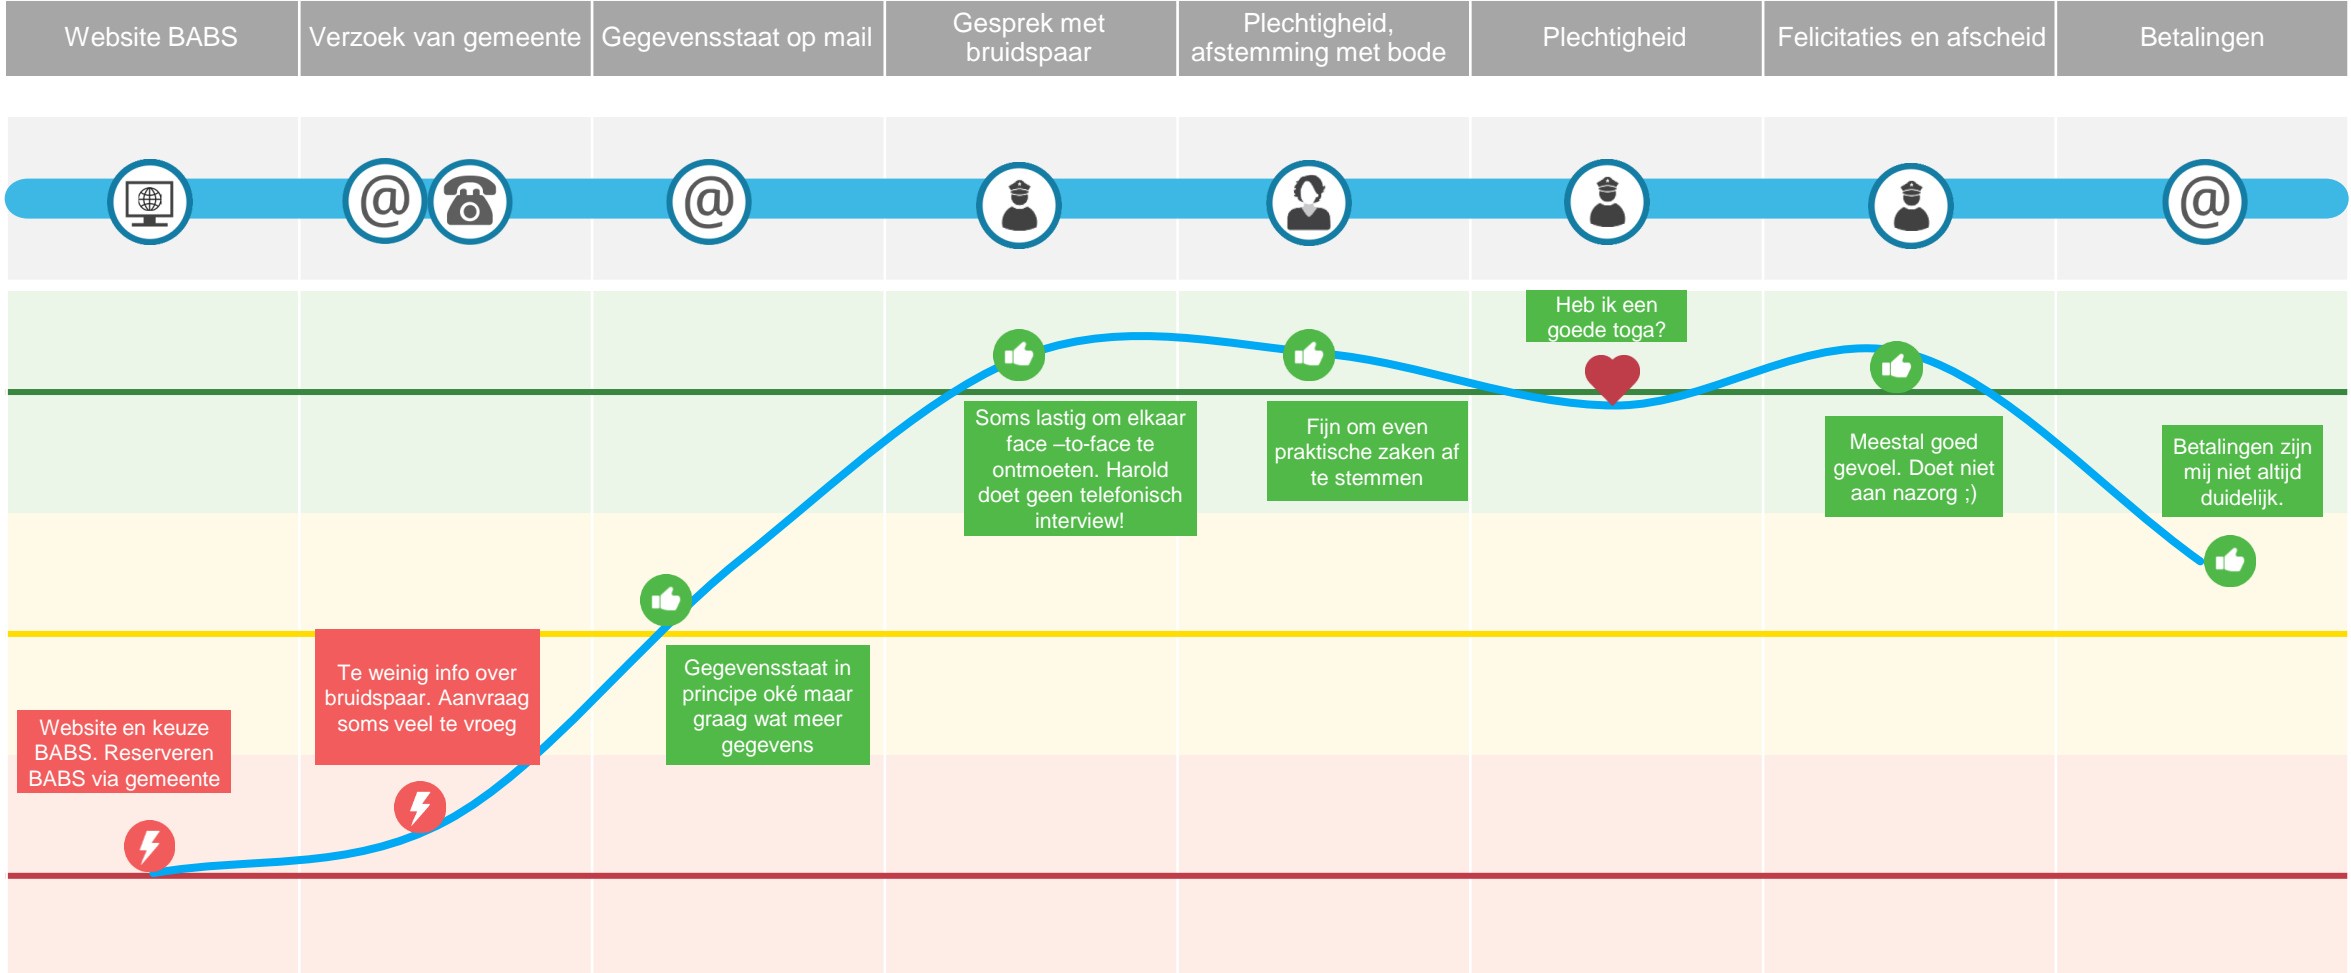 Website BABS
Verzoek van gemeente
Gegevensstaat op mail
Gesprek met
bruidspaar
Plechtigheid,
afstemming met bode
Plechtigheid
Felicitaties en afscheid
Betalingen
@
@
@
Website en keuze
BABS. Reserveren
BABS via gemeente
Te weinig info over
bruidspaar. Aanvraag
soms veel te vroeg
Gegevensstaat in
principe oké maar
graag wat meer
gegevens
Soms lastig om elkaar
face –to-face te
ontmoeten. Harold
doet geen telefonisch
interview!
Fijn om even
praktische zaken af
te stemmen
Heb ik een
goede toga?
Meestal goed
gevoel. Doet niet
aan nazorg ;)
Betalingen zijn
mij niet altijd
duidelijk.